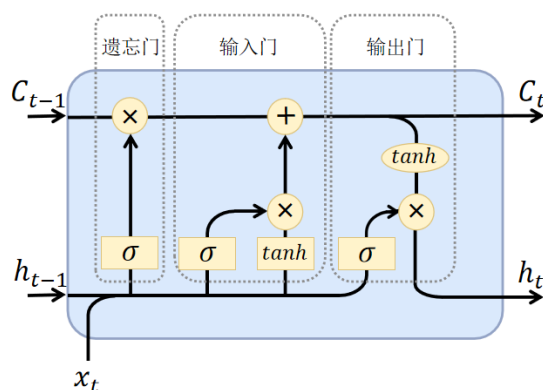 遗忘门 输入门 输出门
C_{t-1} C_t
× +
tanh
× ×
σ σ tanh σ
h_{t-1} h_t
x_t